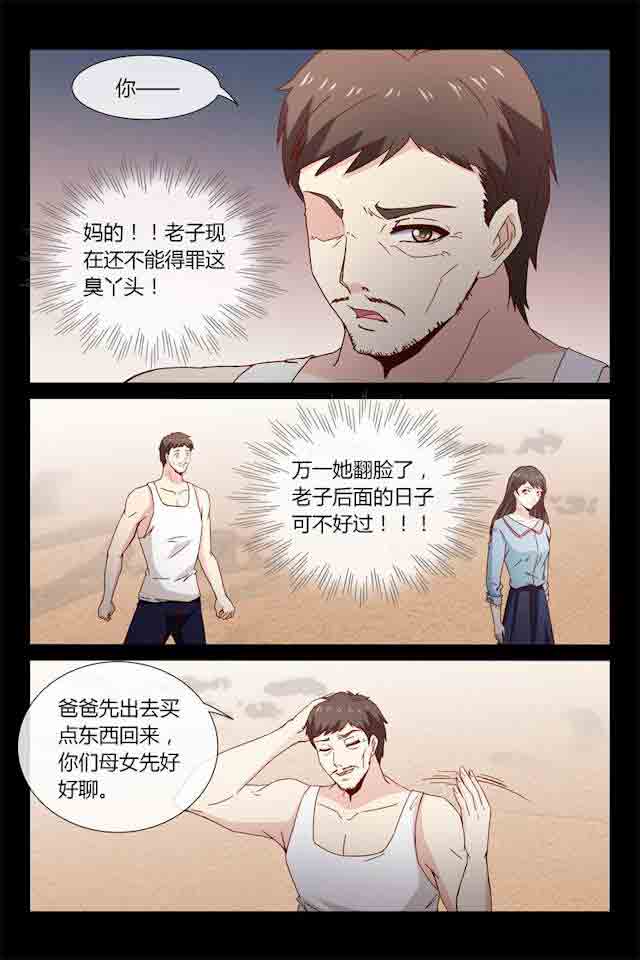 你——
妈的！！老子现
在还不能得罪这
臭丫头！
万一她翻脸了，
老子后面的日子
可不好过！！！
爸爸先出去买
点东西回来，
你们母女先好
好聊。